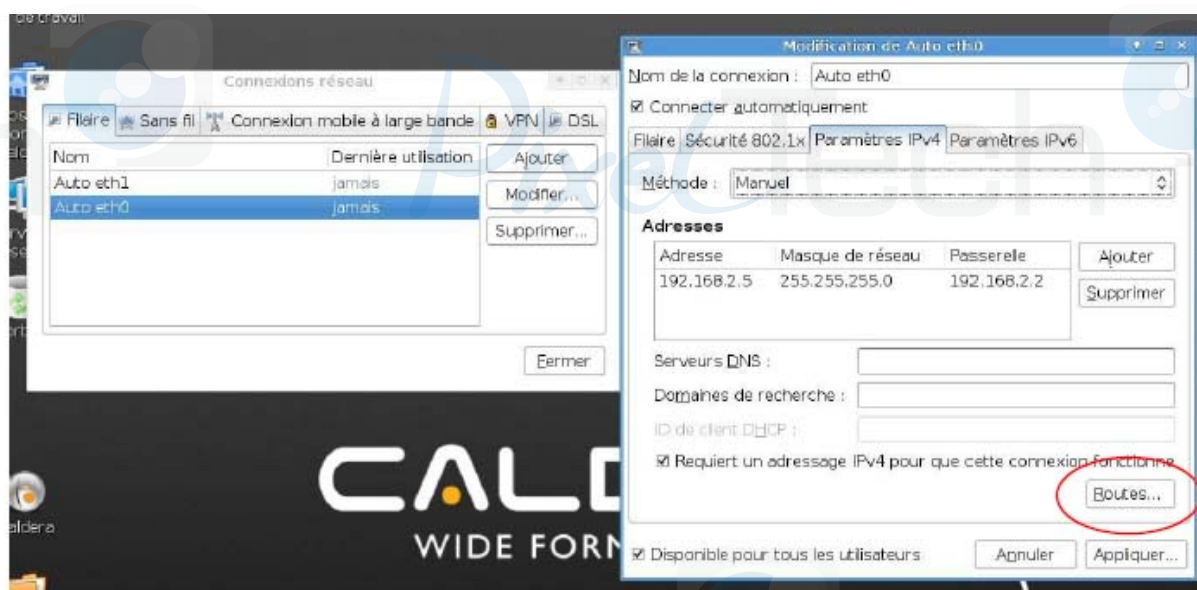 de travail
Connexions réseau
Filaire Sans fil Connexion moble à large bande VPN DSL
Nom Dernière utilisation
Auto eth1 jamais
Auto eth0 jamais
Ajouter
Modifier...
Supprimer...
Fermer
Modification de Auto eth0
Nom de la connexion : Auto eth0
Connecter automatiquement
Filaire Sécurité 802.1x Paramètres IPv4 Paramètres IPv6
Méthode : Manuel
Adresses
Adresse Masque de réseau Passerelle
192.168.2.5 255.255.255.0 192.168.2.2
Ajouter
Supprimer
Serveurs DNS :
Domaines de recherche :
ID de client DHCP :
Requiert un adressage IPv4 pour que cette connexion fonctionne
Routes...
Disponible pour tous les utilisateurs Annuler Appliquer...
CALD
WIDE FORM
aldera
Pixel Tech